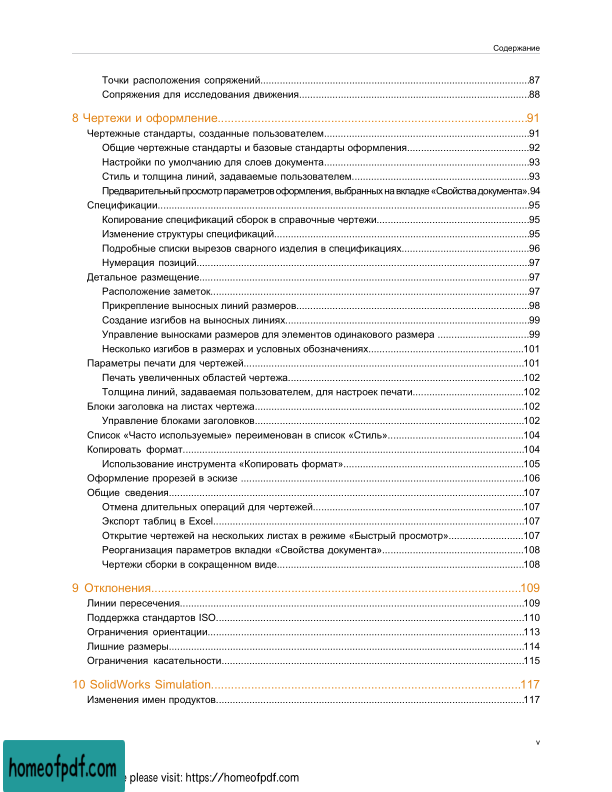 Содержание
Точки расположения сопряжений.....87
Сопряжения для исследования движения.....88
8 Чертежи и оформление.....91
Чертежные стандарты, созданные пользователем.....91
Общие чертежные стандарты и базовые стандарты оформления.....92
Настройки по умолчанию для слоев документа.....93
Стиль и толщина линий, задаваемые пользователем.....93
Предварительный просмотр параметров оформления, выбранных на вкладке «Свойства документа».94
Спецификации.....95
Копирование спецификаций сборок в справочные чертежи.....95
Изменение структуры спецификаций.....95
Подробные списки вырезов сварного изделия в спецификациях.....96
Нумерация позиций.....97
Детальное размещение.....97
Расположение заметок.....97
Прикрепление выносных линий размеров.....98
Создание изгибов на выносных линиях.....99
Управление выносками размеров для элементов одинакового размера .....99
Несколько изгибов в размерах и условных обозначениях.....101
Параметры печати для чертежей.....101
Печать увеличенных областей чертежа.....102
Толщина линий, задаваемая пользователем, для настроек печати.....102
Блоки заголовка на листах чертежа.....102
Управление блоками заголовков.....102
Список «Часто используемые» переименован в список «Стиль».....104
Копировать формат.....104
Использование инструмента «Копировать формат».....105
Оформление прорезей в эскизе .....106
Общие сведения.....107
Отмена длительных операций для чертежей.....107
Экспорт таблиц в Excel.....107
Открытие чертежей на нескольких листах в режиме «Быстрый просмотр».....107
Реорганизация параметров вкладки «Свойства документа».....108
Чертежи сборки в сокращенном виде.....108
9 Отклонения.....109
Линии пересечения.....109
Поддержка стандартов ISO.....110
Ограничения ориентации.....113
Лишние размеры.....114
Ограничения касательности.....115
10 SolidWorks Simulation.....117
Изменения имен продуктов.....117
v
homeofpdf.com
e please visit: https://homeofpdf.com